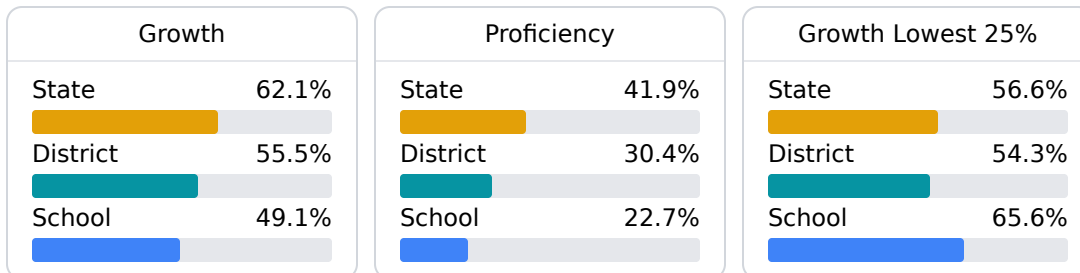 Growth
State 62.1%
District 55.5%
School 49.1%
Proficiency
State 41.9%
District 30.4%
School 22.7%
Growth Lowest 25%
State 56.6%
District 54.3%
School 65.6%